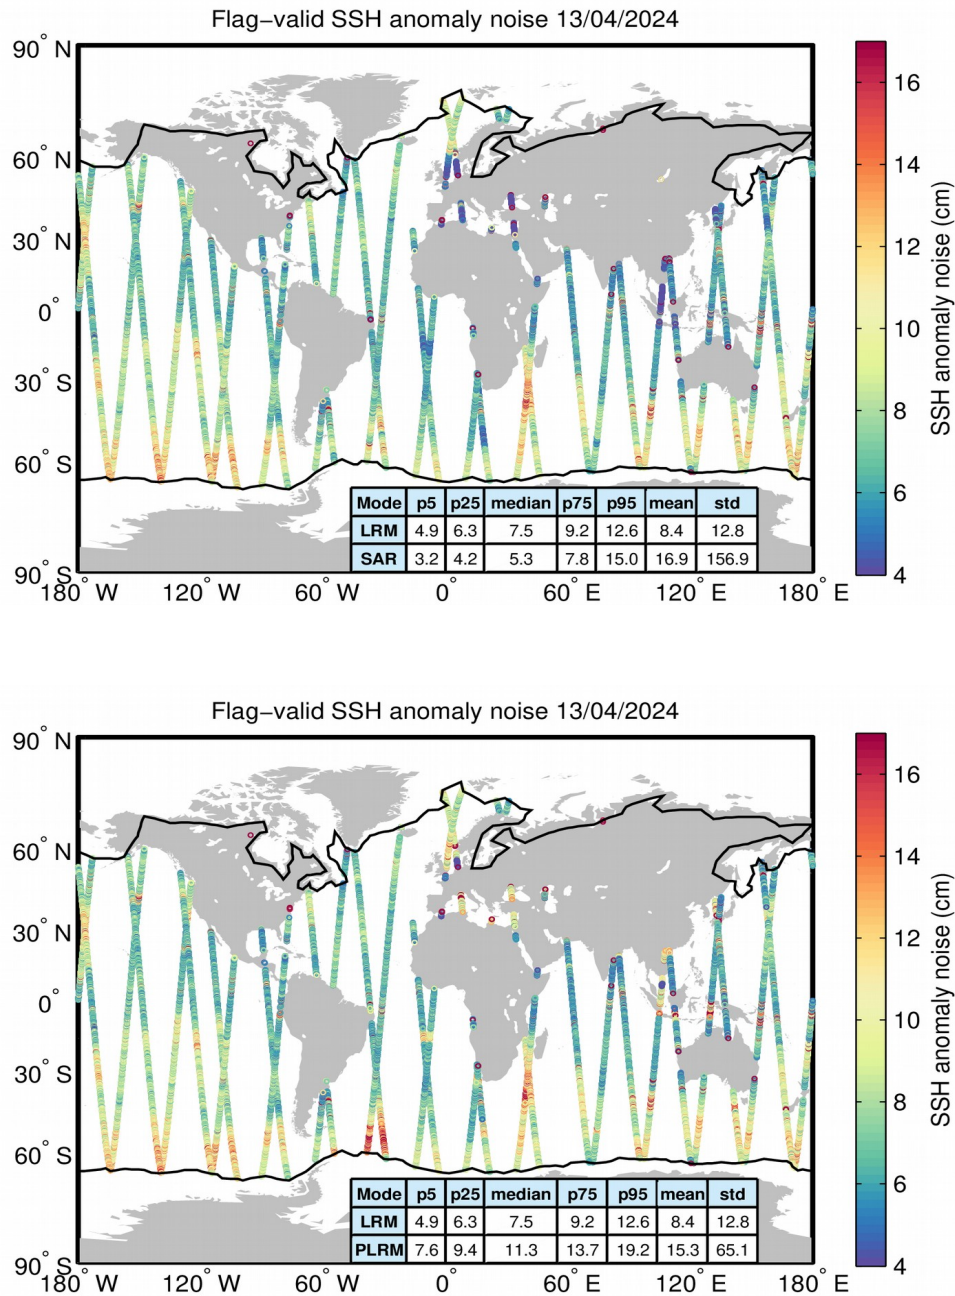 Flag−valid SSH anomaly noise 13/04/2024
90° N
60° N
30° N
0°
30° S
60° S
90° S
180° W 120° W 60° W 0° 60° E 120° E 180° E
16
14
12
10
8
6
4
SSH anomaly noise (cm)
Mode p5 p25 median p75 p95 mean std
LRM 4.9 6.3 7.5 9.2 12.6 8.4 12.8
SAR 3.2 4.2 5.3 7.8 15.0 16.9 156.9
Flag−valid SSH anomaly noise 13/04/2024
90° N
60° N
30° N
0°
30° S
60° S
90° S
180° W 120° W 60° W 0° 60° E 120° E 180° E
16
14
12
10
8
6
4
SSH anomaly noise (cm)
Mode p5 p25 median p75 p95 mean std
LRM 4.9 6.3 7.5 9.2 12.6 8.4 12.8
PLRM 7.6 9.4 11.3 13.7 19.2 15.3 65.1